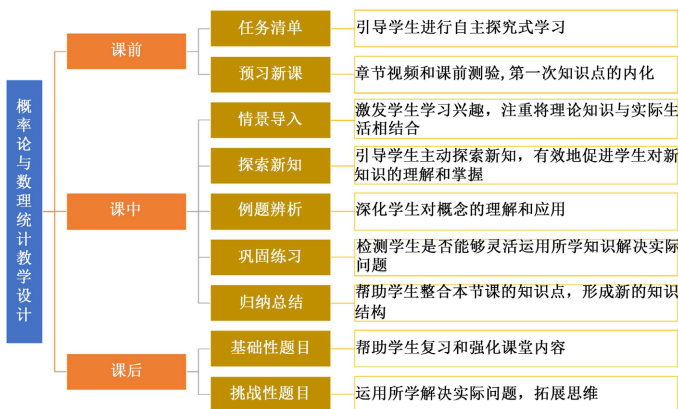 概率论与数理统计教学设计
课前
任务清单
引导学生进行自主探究式学习
预习新课
章节视频和课前测验,第一次知识点的内化
课中
情景导入
激发学生学习兴趣，注重将理论知识与实际生
活相结合
探索新知
引导学生主动探索新知，有效地促进学生对新
知识的理解和掌握
例题辨析
深化学生对概念的理解和应用
巩固练习
检测学生是否能够灵活运用所学知识解决实际
问题
归纳总结
帮助学生整合本节课的知识点，形成新的知识
结构
课后
基础性题目
帮助学生复习和强化课堂内容
挑战性题目
运用所学解决实际问题，拓展思维